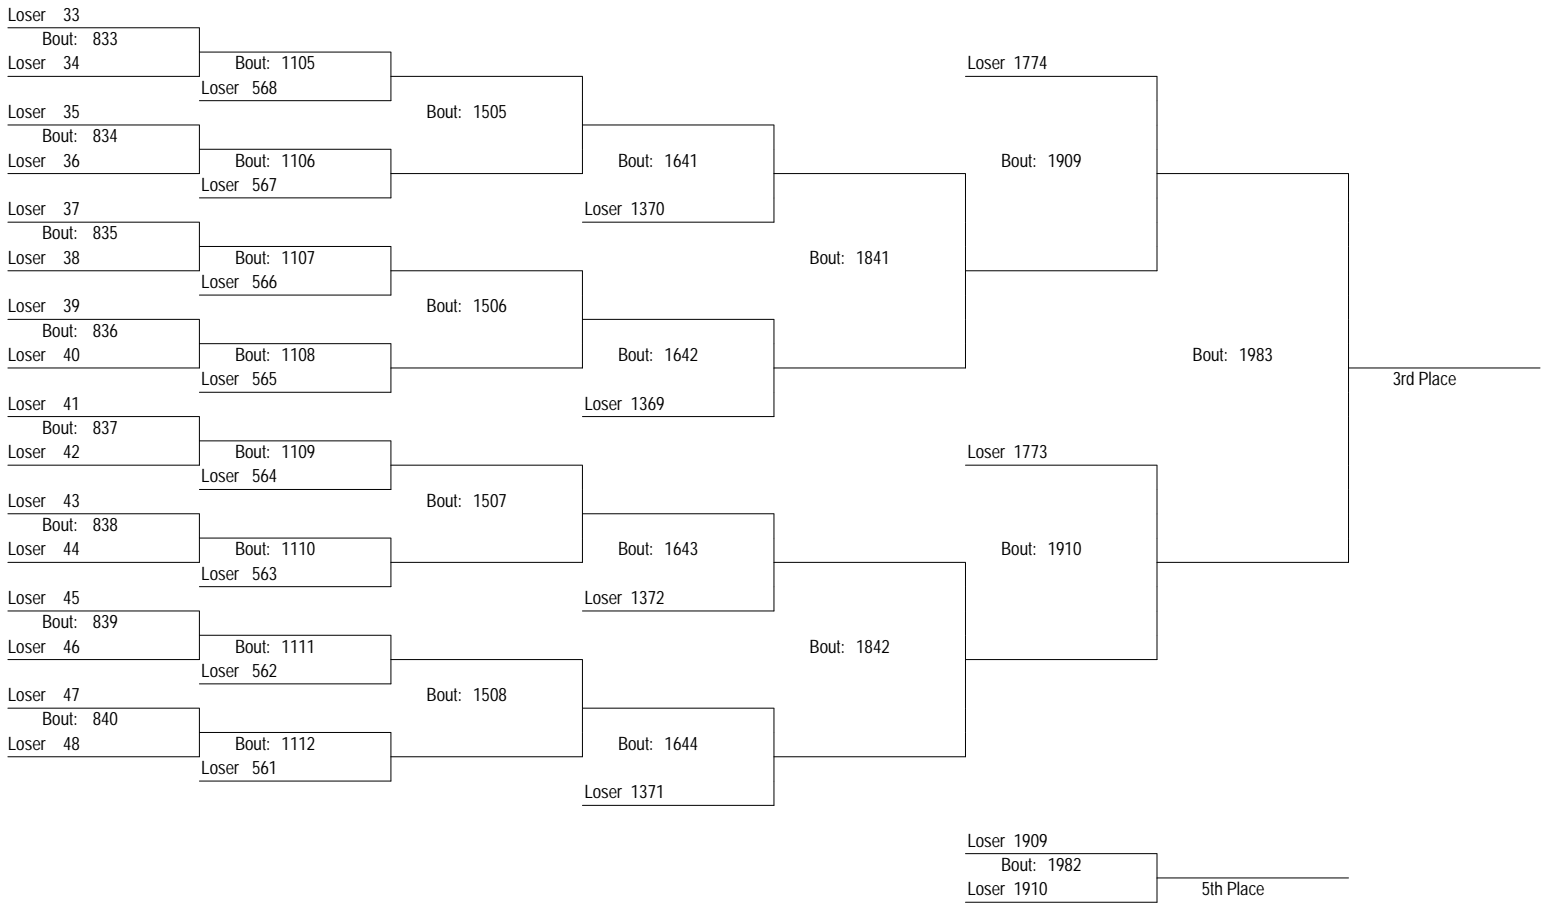 Loser 33
Bout: 833
Loser 34
Bout: 1105
Loser 568
Loser 35
Bout: 834
Loser 36
Bout: 1106
Loser 567
Loser 37
Bout: 835
Loser 38
Bout: 1107
Loser 566
Loser 39
Bout: 836
Loser 40
Bout: 1108
Loser 565
Loser 41
Bout: 837
Loser 42
Bout: 1109
Loser 564
Loser 43
Bout: 838
Loser 44
Bout: 1110
Loser 563
Loser 45
Bout: 839
Loser 46
Bout: 1111
Loser 562
Loser 47
Bout: 840
Loser 48
Bout: 1112
Loser 561
Bout: 1505
Bout: 1506
Bout: 1507
Bout: 1508
Bout: 1641
Loser 1370
Bout: 1642
Loser 1369
Bout: 1643
Loser 1372
Bout: 1644
Loser 1371
Bout: 1841
Bout: 1842
Loser 1774
Bout: 1909
Loser 1773
Bout: 1910
Bout: 1983
3rd Place
Loser 1909
Bout: 1982
Loser 1910
5th Place